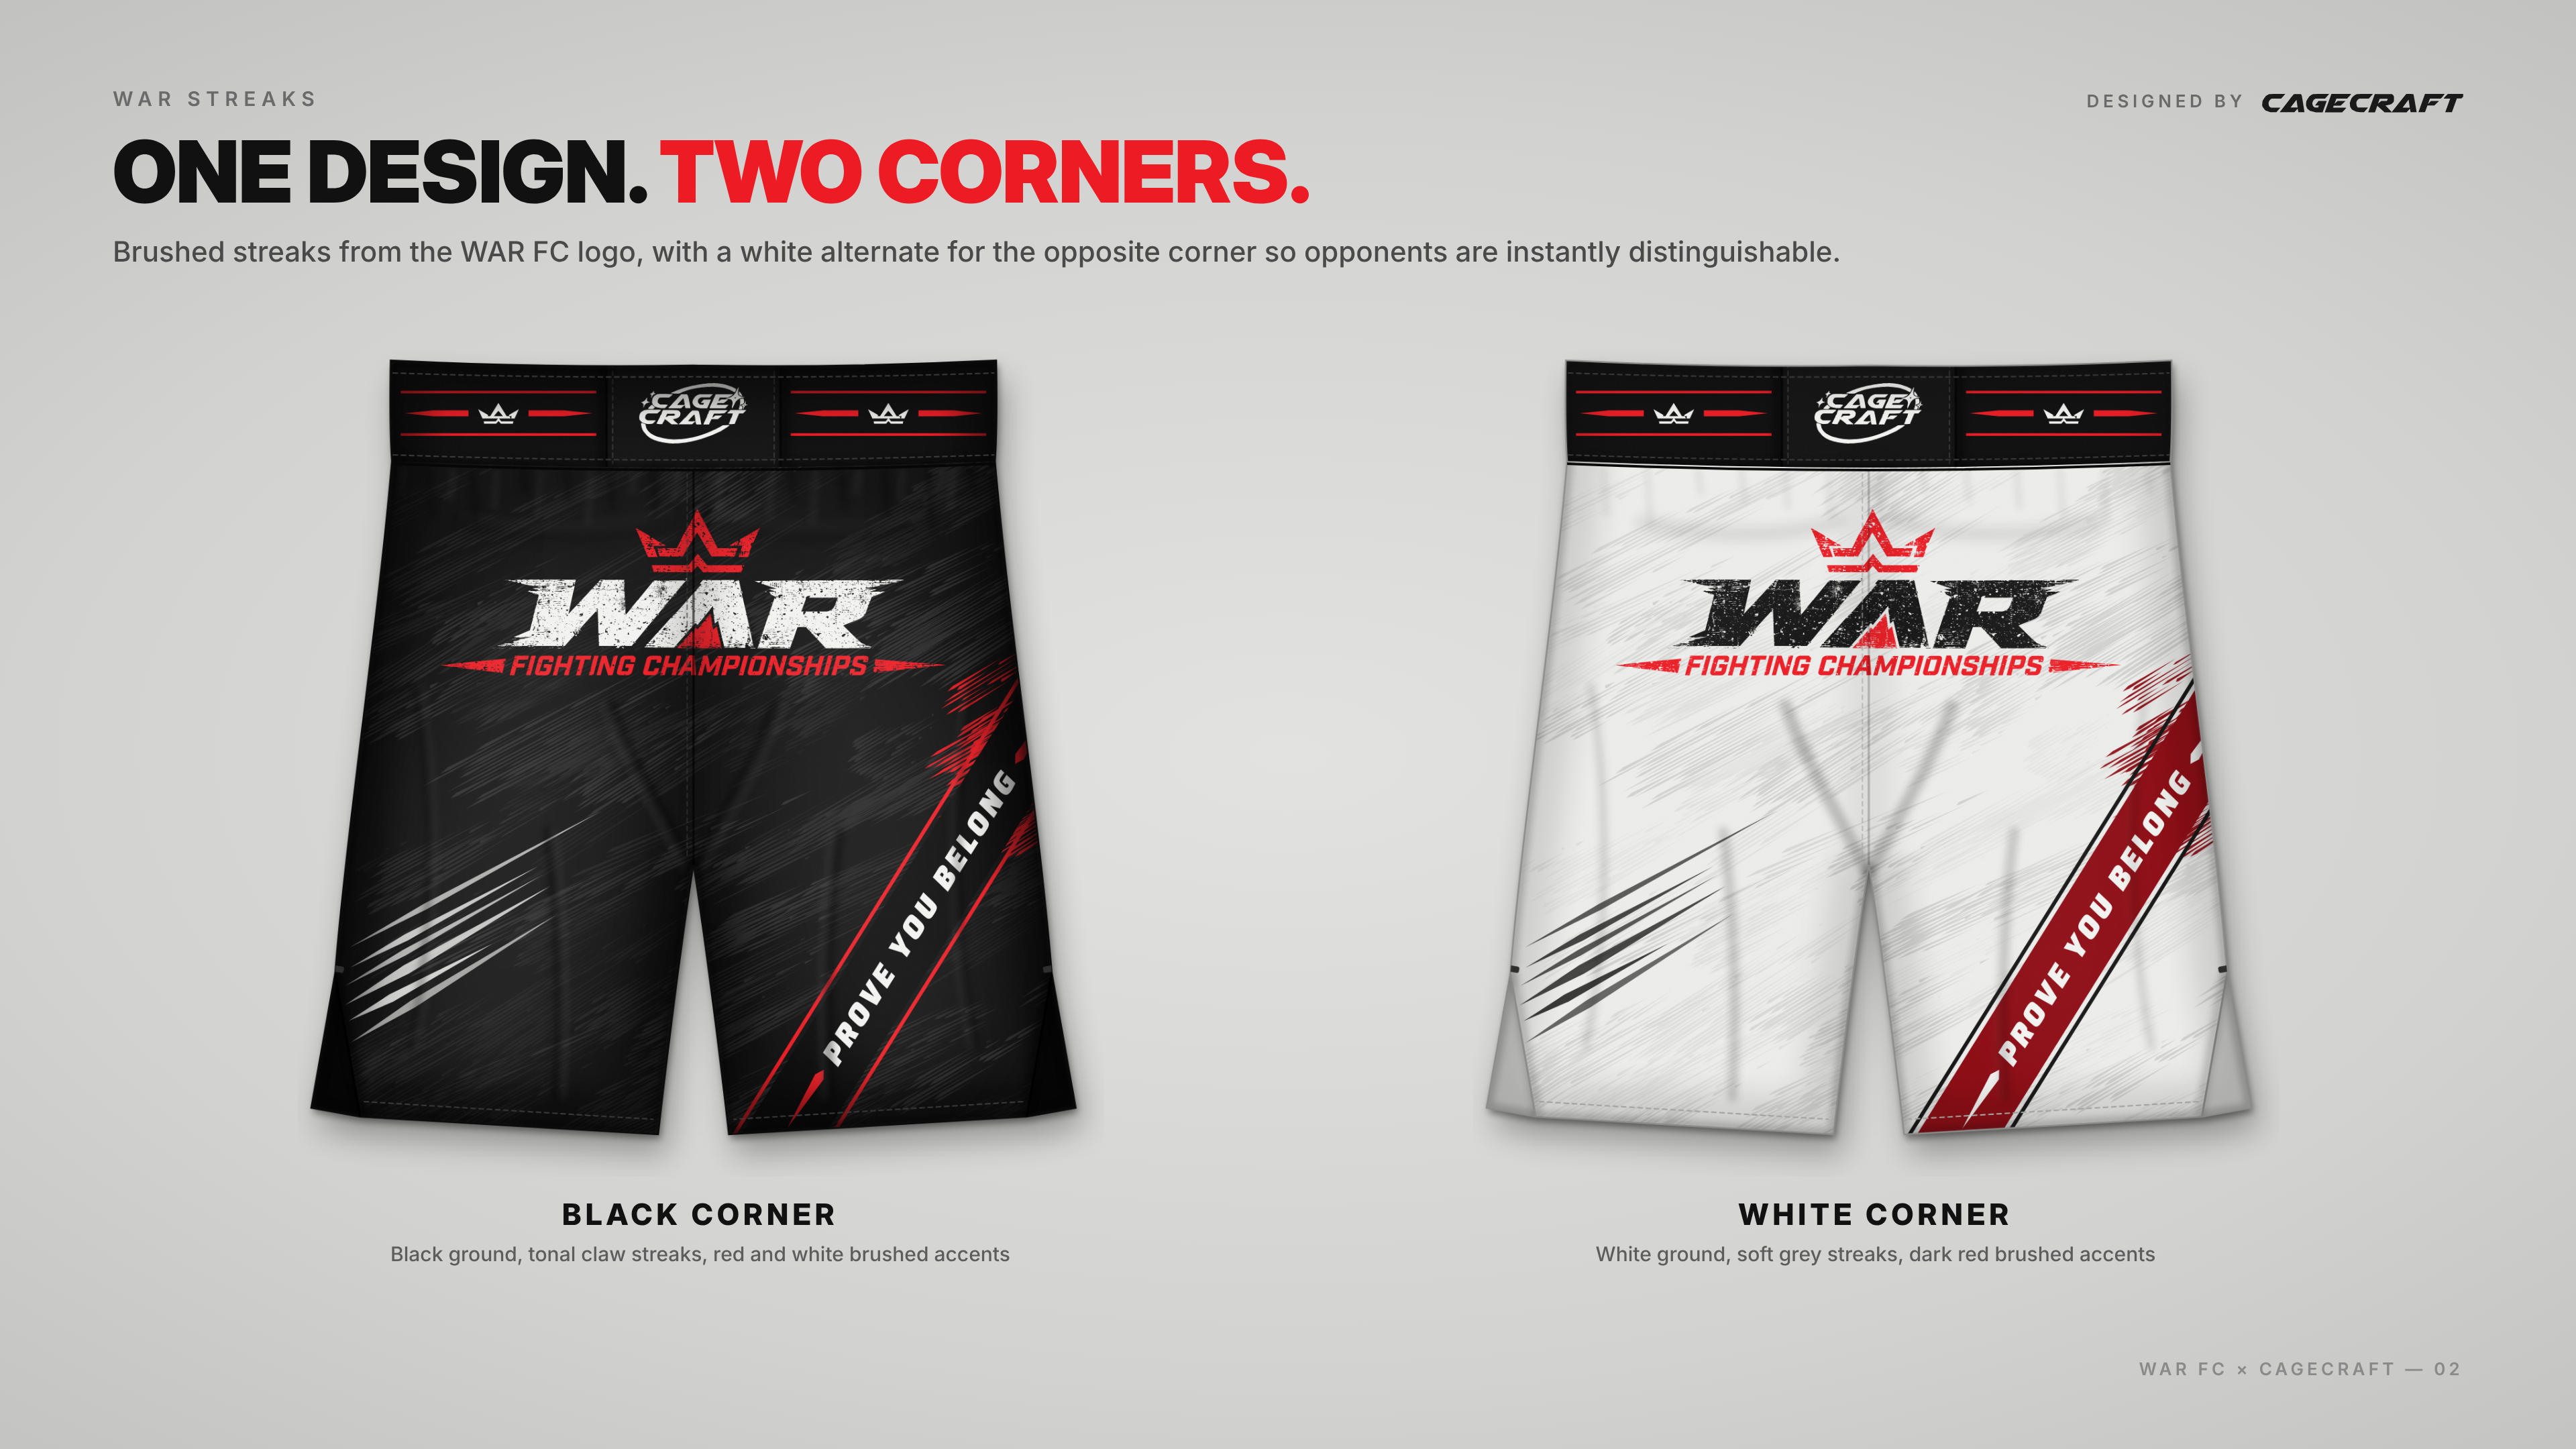 WAR STREAKS
DESIGNED BY CAGECRAFT
ONE DESIGN. TWO CORNERS.
Brushed streaks from the WAR FC logo, with a white alternate for the opposite corner so opponents are instantly distinguishable.
CAGE
CRAFT
WAR
FIGHTING CHAMPIONSHIPS
PROVE YOU BELONG
CAGE
CRAFT
WAR
FIGHTING CHAMPIONSHIPS
PROVE YOU BELONG
BLACK CORNER
Black ground, tonal claw streaks, red and white brushed accents
WHITE CORNER
White ground, soft grey streaks, dark red brushed accents
WAR FC × CAGECRAFT — 02